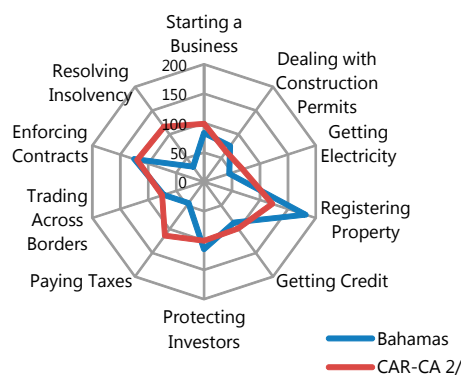 Starting a
Business
Dealing with
Construction
Permits
Getting
Electricity
Registering
Property
Getting Credit
Protecting
Investors
Paying Taxes
Trading
Across
Borders
Enforcing
Contracts
Resolving
Insolvency
200
150
100
50
0
Bahamas
CAR-CA 2/